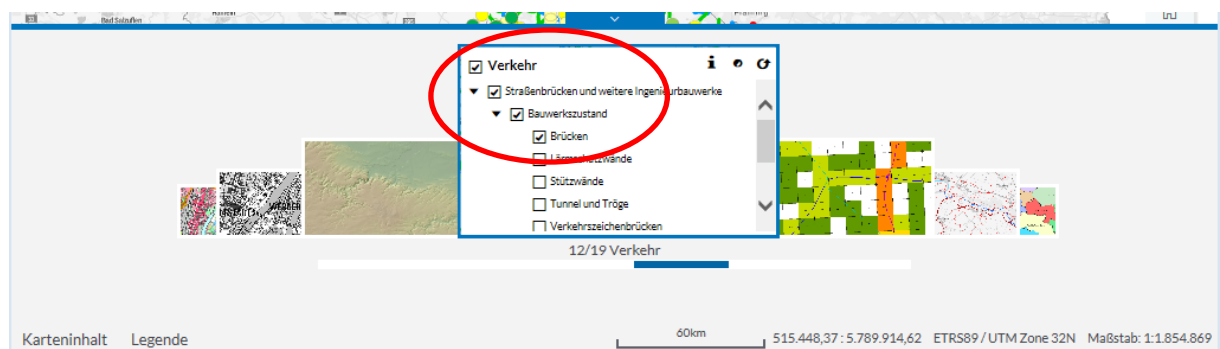 Bad Salzuflen
Verkehr
Straßenbrücken und weitere Ingenieurbauwerke
Bauwerkszustand
Brücken
Lärmschutzwände
Stützwände
Tunnel und Tröge
Verkehrszeichenbrücken
12/19 Verkehr
Karteninhalt Legende 60km 515.448,37 : 5.789.914,62 ETRS89 / UTM Zone 32N Maßstab: 1:1.854.869